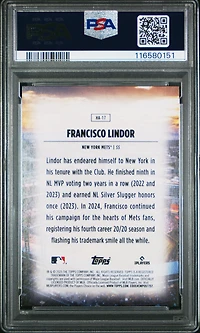 PSA
116580151
HA-17
FRANCISCO LINDOR
NEW YORK METS | SS
Lindor has endeared himself to New York in
his tenure with the Club. He finished ninth in
NL MVP voting two years in a row (2022
and 2023) and earned NL Silver Slugger honors
once (2023). In 2024, Francisco continued
his campaign for the hearts of Mets fans,
registering his fourth career 20/20 season and
flashing his trademark smile all the while.
Topps